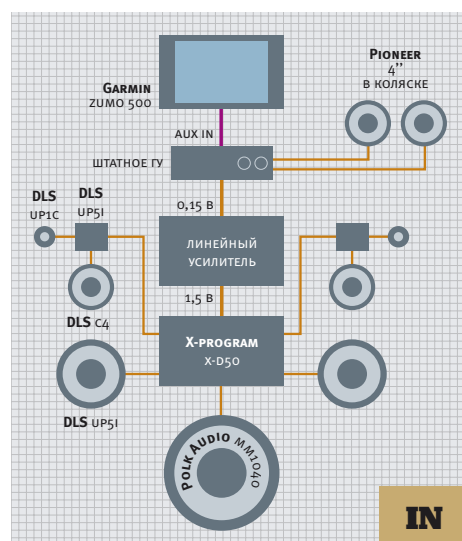 Pioneer
4’’
в коляске
Garmin
zumo 500
aux in
штатное гу
0,15 в
DLS
up1c
DLS
up5i
линейный
усилитель
1,5 в
DLS c4
X-program
x-d50
DLS up5i
Polk Audio mm1040
IN